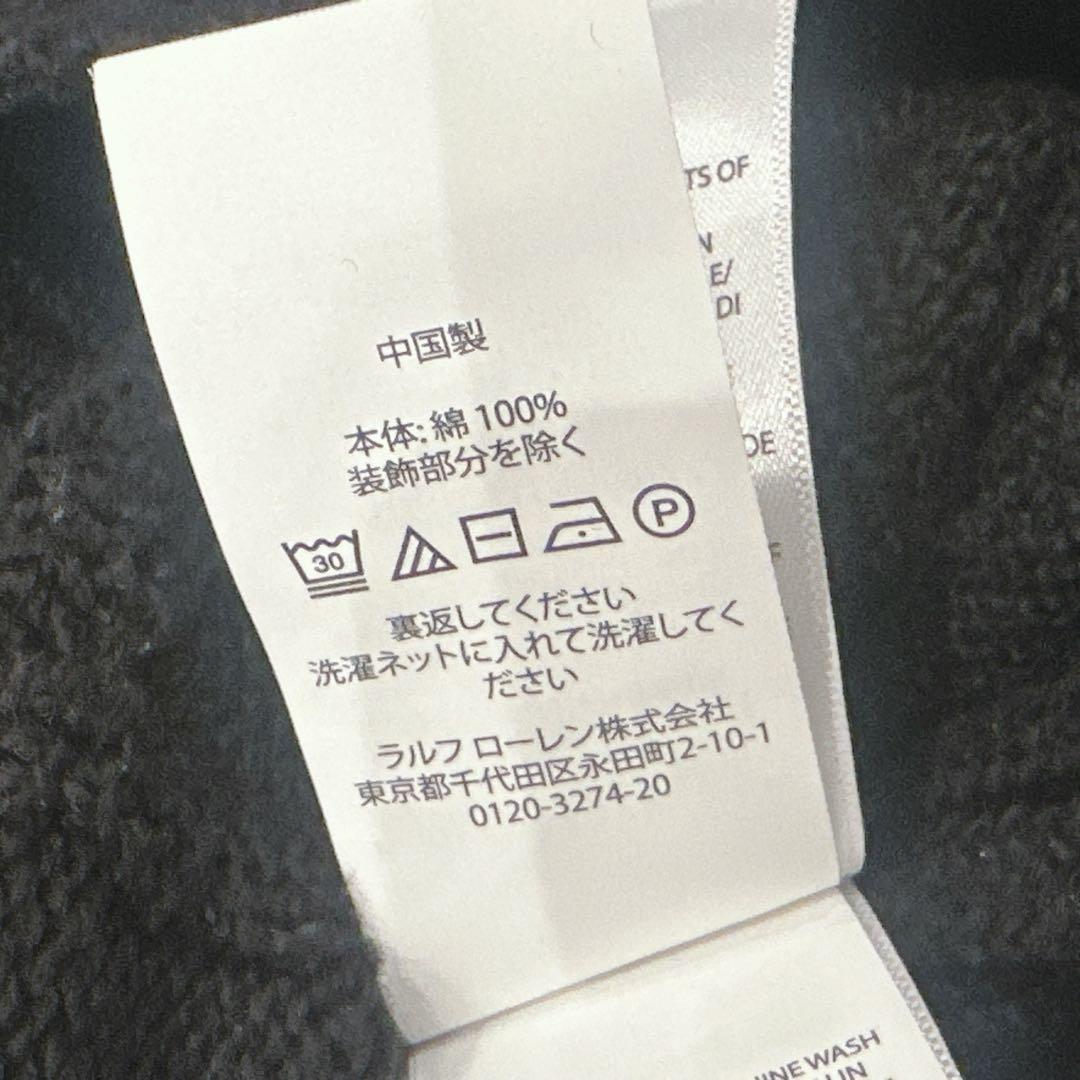 中国製
本体: 綿 100%
装飾部分を除く
30
P
裏返してください
洗濯ネットに入れて洗濯してく
ださい
ラルフ ローレン株式会社
東京都千代田区永田町2-10-1
0120-3274-20
TS OF
N
E/
DI
DE
F
WASH
IN